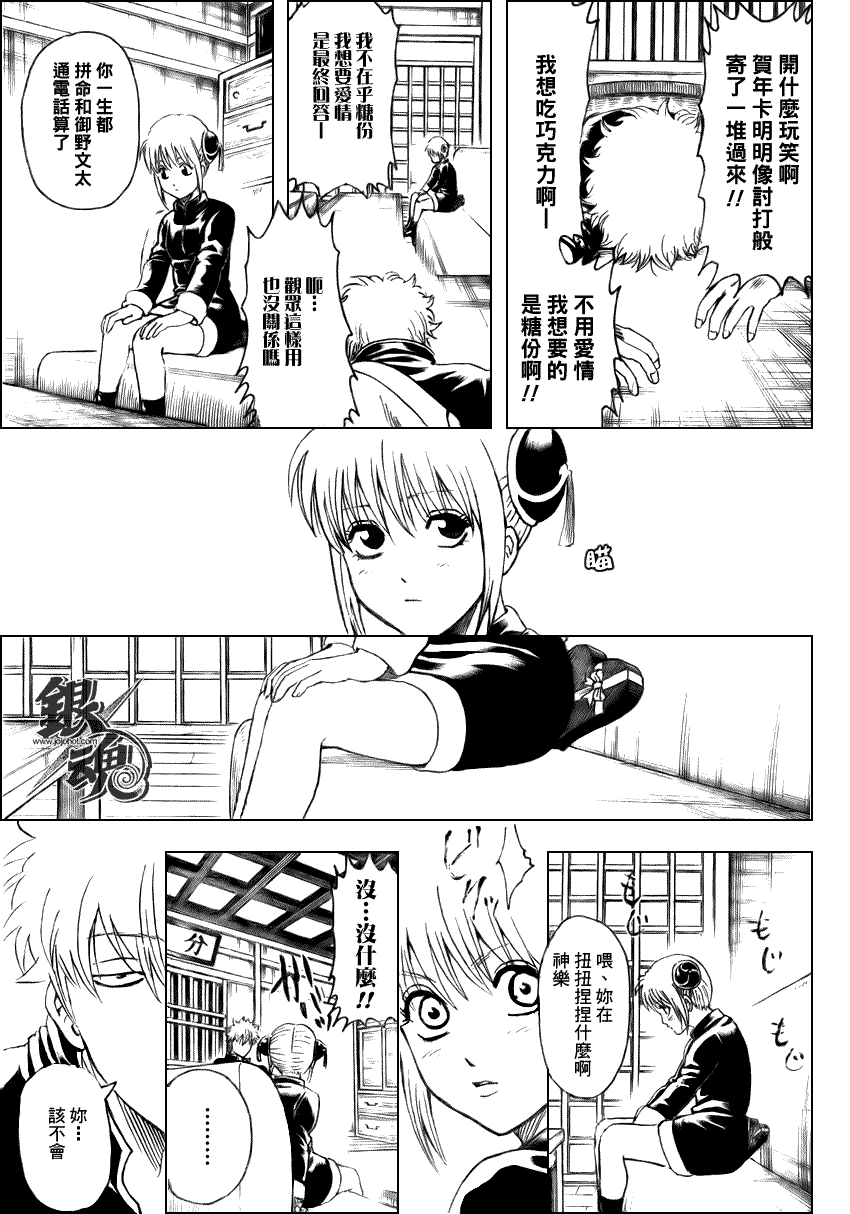 開什麼玩笑啊
賀年卡明明像討打般
寄了一堆過來!!
我想吃巧克力啊ー
不用愛情
我想要的
是糖份啊!!
我不在乎糖份
我想要愛情
是最終回答ー
呃…
觀眾這樣用
也沒關係嗎
你一生都
拼命和御野文太
通電話算了
瞄
銀魂
www.jojohot.com
もじ
もじ
もじ
喂、妳在
扭扭捏捏什麼啊
神樂
沒…沒什麼!!
分
………
妳…
該不會